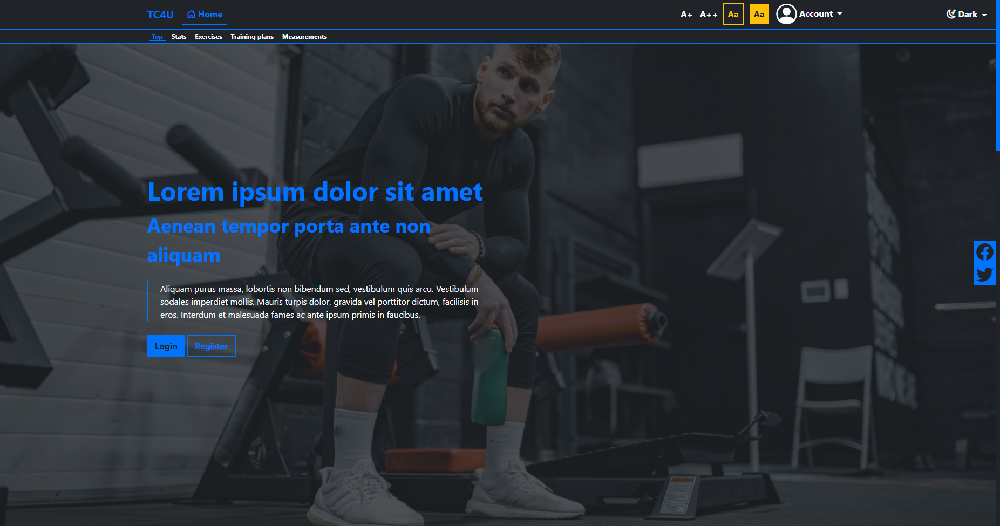 TC4U Home A+ A++ Aa Aa Account Dark
Top Stats Exercises Training plans Measurements
Lorem ipsum dolor sit amet
Aenean tempor porta ante non
aliquam
Aliquam purus massa, lobortis non bibendum sed, vestibulum quis arcu. Vestibulum
sodales imperdiet mollis. Mauris turpis dolor, gravida vel porttitor dictum, facilisis in
eros. Interdum et malesuada fames ac ante ipsum primis in faucibus.
Login Register